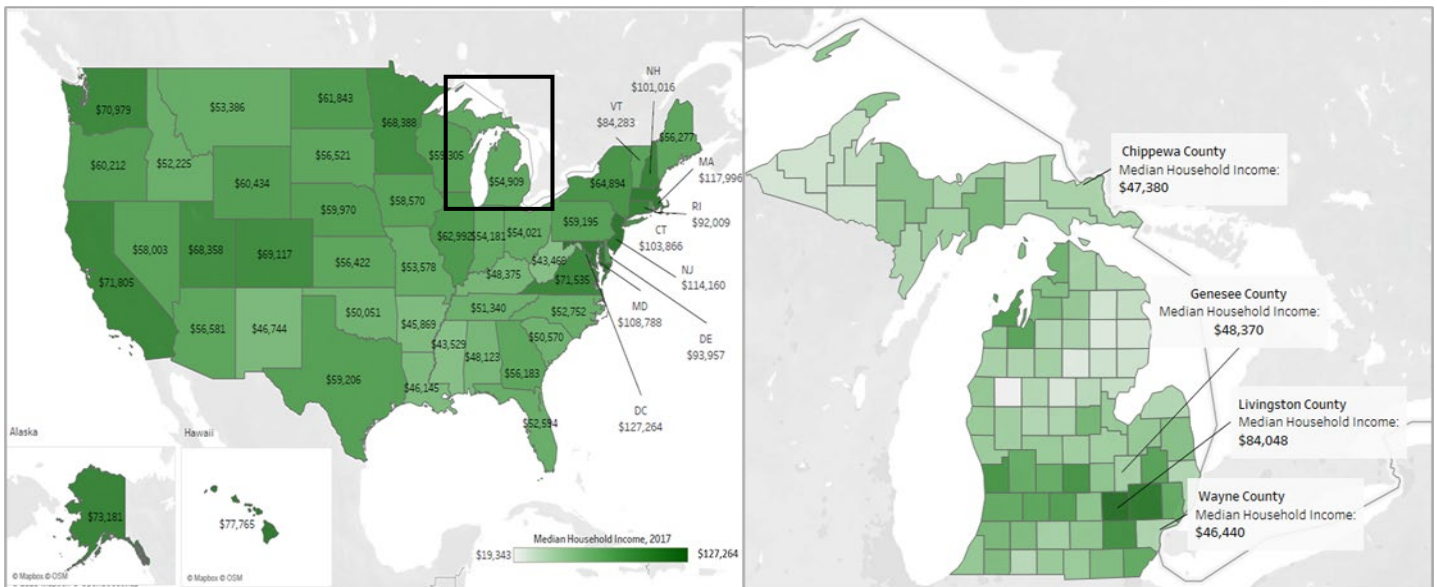 NH
$101,016
VT
$84,283
$70,979
$53,386
$61,843
$68,388
$59,305
$54,909
$56,277
MA
$117,996
$60,212
$52,225
$56,521
$60,434
$64,894
RI
$92,009
$58,570
$59,970
$59,195
CT
$103,866
$58,003
$68,358
$69,117
$62,992
$54,181
$54,021
$43,469
NJ
$114,160
$71,805
$56,422
$53,578
$48,375
$71,535
MD
$108,788
$56,581
$46,744
$50,051
$45,869
$51,340
$52,752
DE
$93,957
$43,529
$48,123
$50,570
$59,206
$46,145
$56,183
DC
$127,264
$52,594
Alaska
Hawaii
$73,181
$77,765
Median Household Income, 2017
$19,343
$127,264
© Mapbox © OSM
© Mapbox © OSM
Chippewa County
Median Household Income:
$47,380
Genesee County
Median Household Income:
$48,370
Livingston County
Median Household Income:
$84,048
Wayne County
Median Household Income:
$46,440